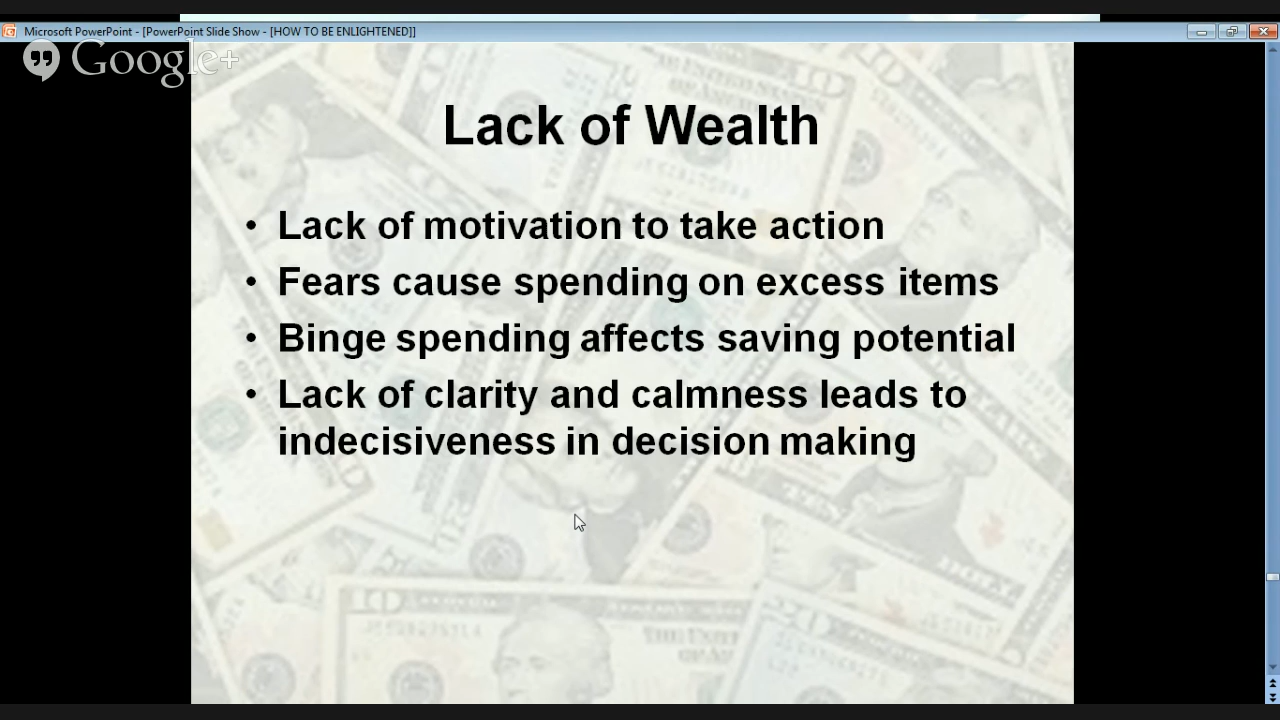 Microsoft PowerPoint - [PowerPoint Slide Show - [HOW TO BE ENLIGHTENED]]
Google+
Lack of Wealth
• Lack of motivation to take action
• Fears cause spending on excess items
• Binge spending affects saving potential
• Lack of clarity and calmness leads to
indecisiveness in decision making